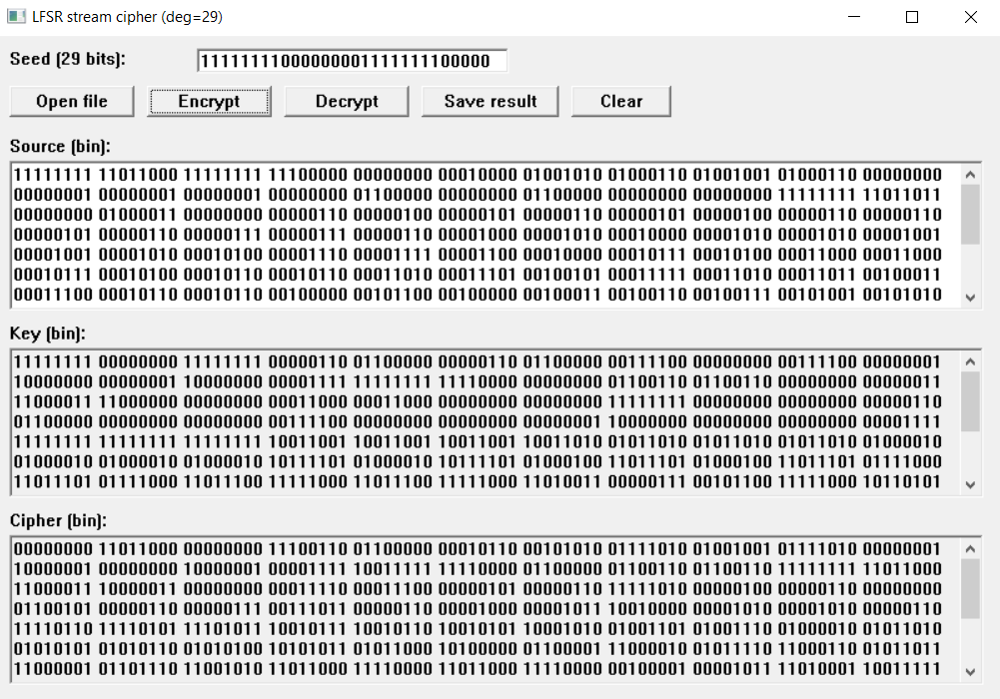 LFSR stream cipher (deg=29)
Seed (29 bits):
11111111000000001111111100000
Open file Encrypt Decrypt Save result Clear
Source (bin):
11111111 11011000 11111111 11100000 00000000 00010000 01001010 01000110 01001001 01000110 00000000
00000001 00000001 00000001 00000000 01100000 00000000 01100000 00000000 00000000 11111111 11011011
00000000 01000011 00000000 00000110 00000100 00000101 00000110 00000101 00000100 00000110 00000110
00000101 00000110 00000111 00000111 00000110 00001000 00001010 00010000 00001010 00001010 00001001
00001001 00001010 00010100 00001110 00001111 00001100 00010000 00010111 00010100 00011000 00011000
00010111 00010100 00010110 00010110 00011010 00011101 00100101 00011111 00011010 00011011 00100011
00011100 00010110 00010110 00100000 00101100 00100000 00100011 00100110 00100111 00101001 00101010
Key (bin):
11111111 00000000 11111111 00000110 01100000 00000110 01100000 00111100 00000000 00111100 00000001
10000000 00000001 10000000 00001111 11111111 11110000 00000000 01100110 01100110 00000000 00000011
11000011 11000000 00000000 00011000 00011000 00000000 00000000 11111111 00000000 00000000 00000110
01100000 00000000 00000000 00111100 00000000 00000000 00000001 10000000 00000000 00000000 00001111
11111111 11111111 11111111 10011001 10011001 10011001 10011010 01011010 01011010 01011010 01000010
01000010 01000010 01000010 10111101 01000010 10111101 01000100 11011101 01000100 11011101 01111000
11011101 01111000 11011100 11111000 11011100 11111000 11010011 00000111 00101100 11111000 10110101
Cipher (bin):
00000000 11011000 00000000 11100110 01100000 00010110 00101010 01111010 01001001 01111010 00000001
10000001 00000000 10000001 00001111 10011111 11110000 01100000 01100110 01100110 11111111 11011000
11000011 10000011 00000000 00011110 00011100 00000101 00000110 11111010 00000100 00000110 00000000
01100101 00000110 00000111 00111011 00000110 00001000 00001011 10010000 00001010 00001010 00000110
11110110 11110101 11101011 10010111 10010110 10010101 10001010 01001101 01001110 01000010 01011010
01010101 01010110 01010100 10101011 01011000 10100000 01100001 11000010 01011110 11000110 01011011
11000001 01101110 11001010 11011000 11110000 11011000 11110000 00100001 00001011 11010001 10011111